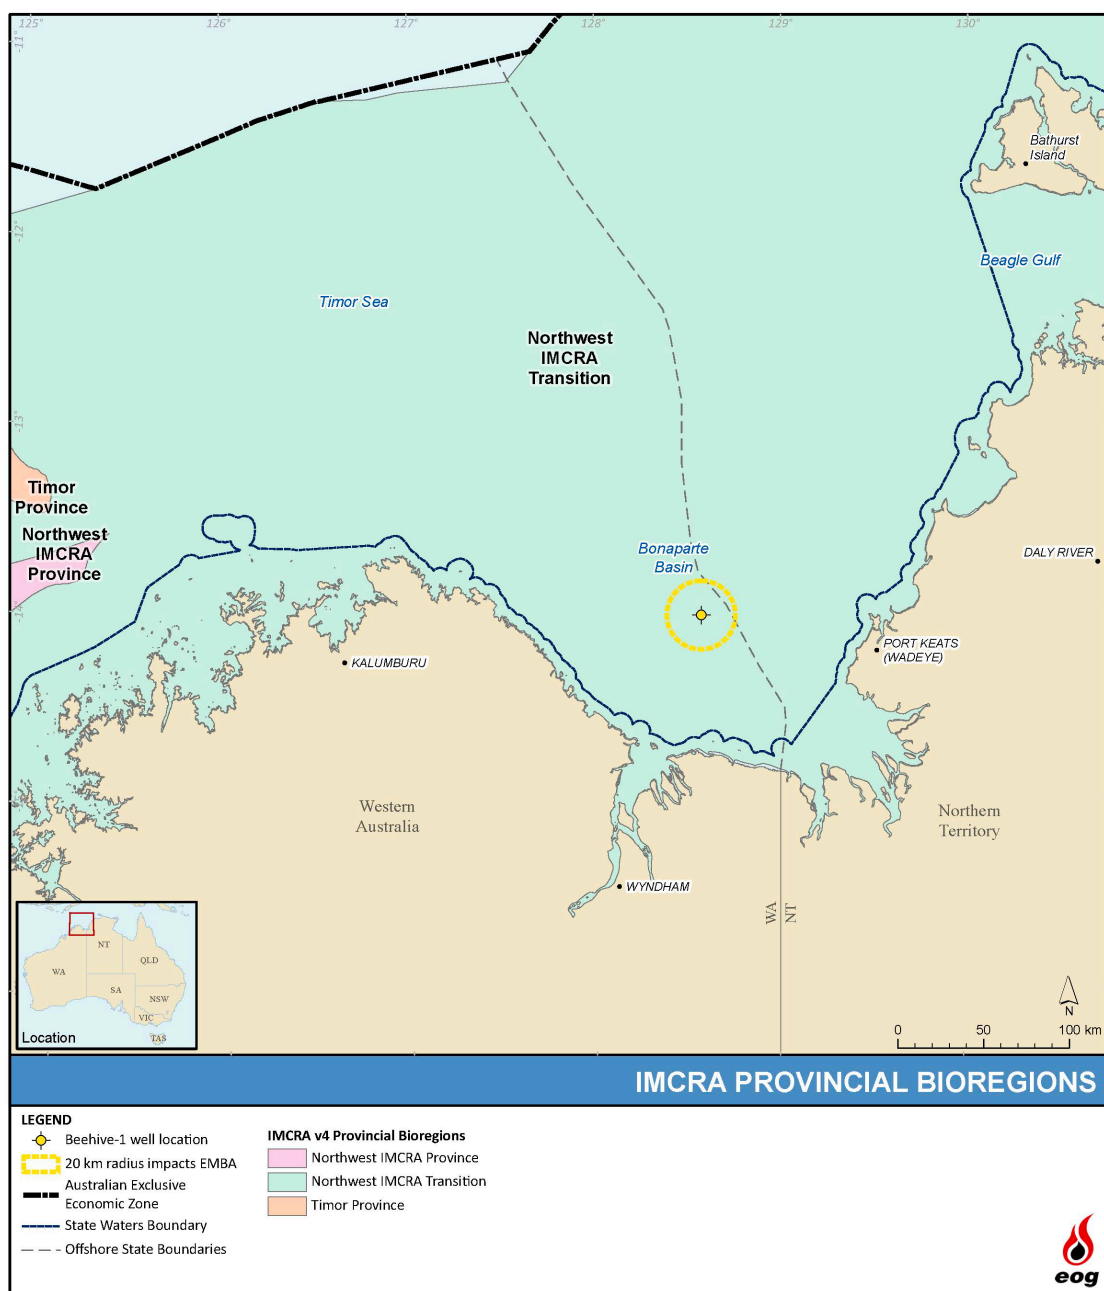 125°
126°
127°
128°
129°
130°
-11°
-12°
-13°
-14°
Bathurst
Island
Beagle Gulf
Timor Sea
Northwest
IMCRA
Transition
Timor
Province
Northwest
IMCRA
Province
Bonaparte
Basin
DALY RIVER
PORT KEATS
(WADEYE)
KALUMBURU
Western
Australia
Northern
Territory
WYNDHAM
WA
NT
WA
NT
QLD
SA
NSW
VIC
TAS
Location
N
0 50 100 km
IMCRA PROVINCIAL BIOREGIONS
LEGEND
Beehive-1 well location
20 km radius impacts EMBA
Australian Exclusive
Economic Zone
State Waters Boundary
Offshore State Boundaries
IMCRA v4 Provincial Bioregions
Northwest IMCRA Province
Northwest IMCRA Transition
Timor Province
eog